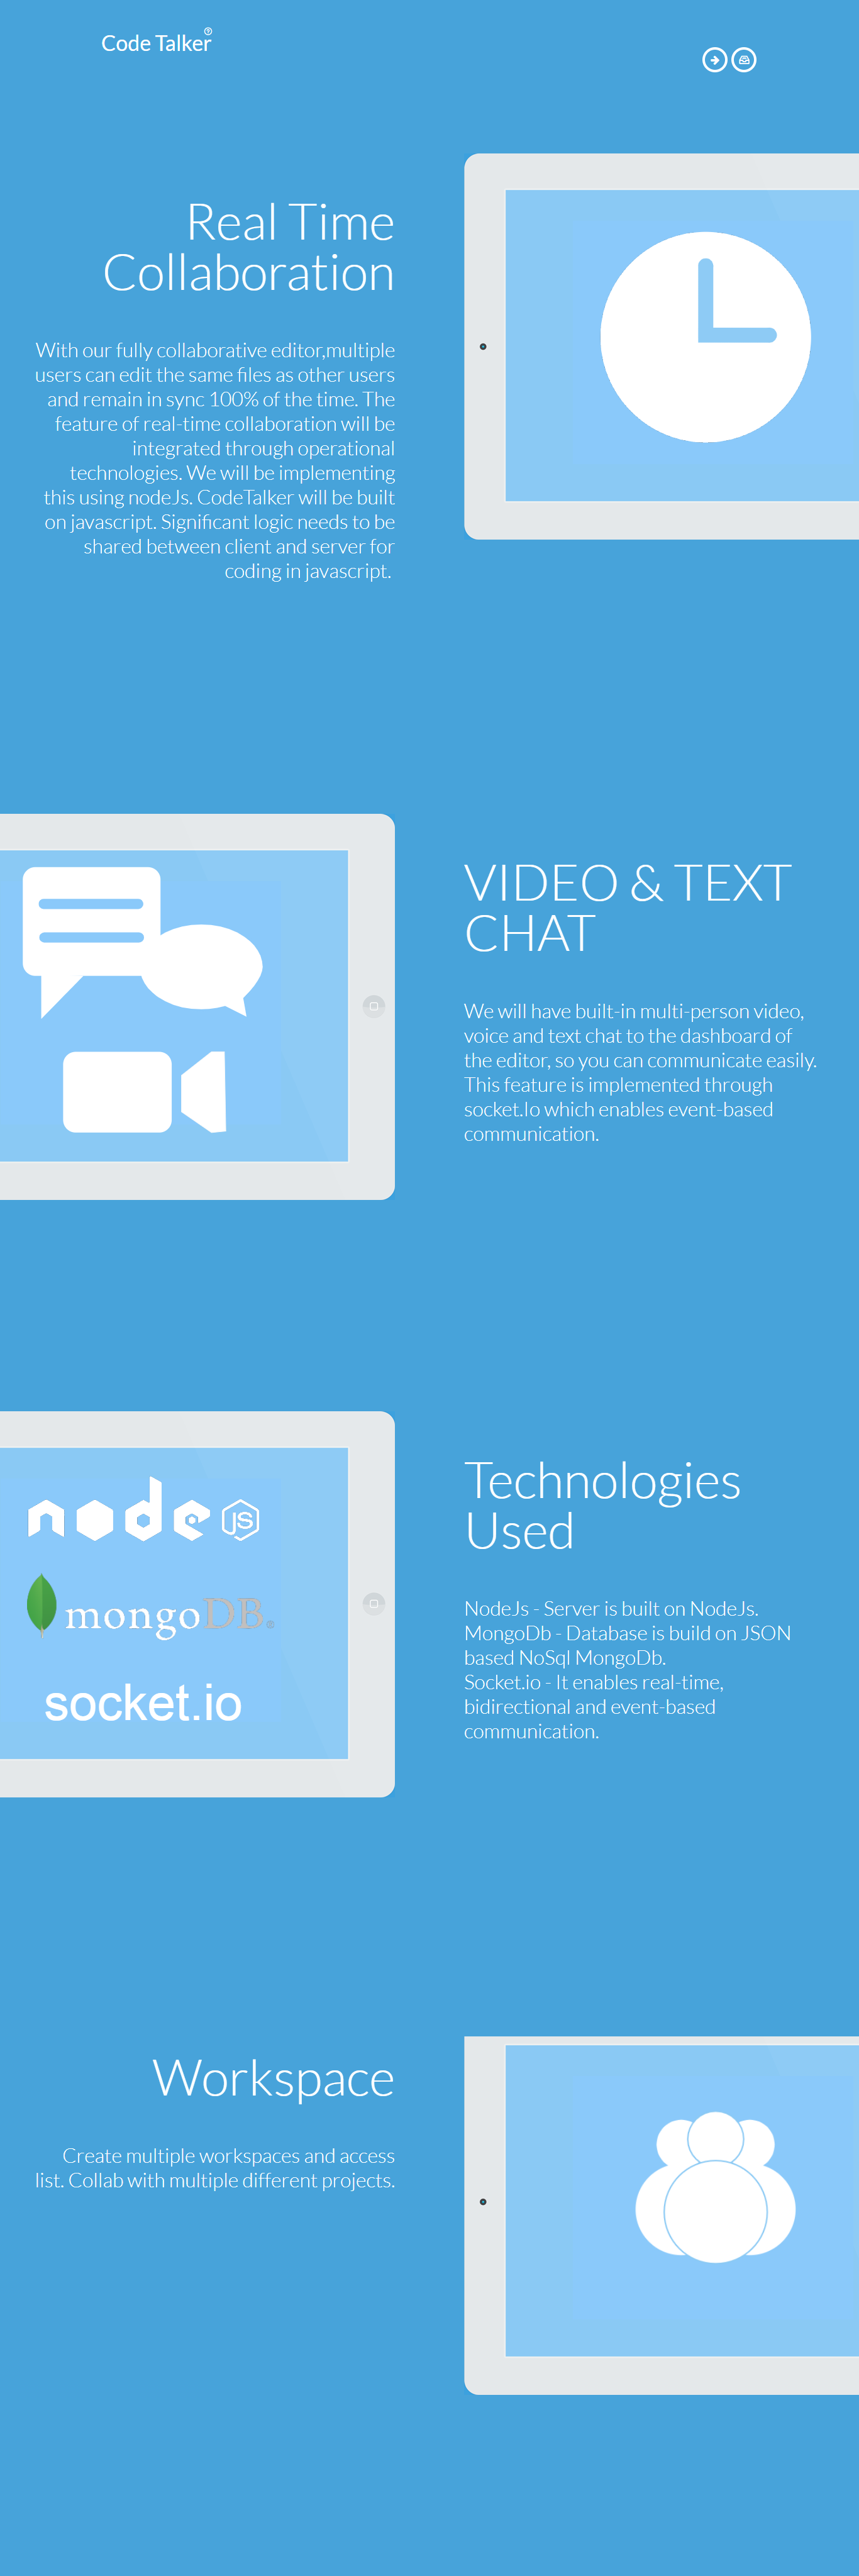 Code Talker
Real Time
Collaboration
With our fully collaborative editor,multiple
users can edit the same files as other users
and remain in sync 100% of the time. The
feature of real-time collaboration will be
integrated through operational
technologies. We will be implementing
this using nodeJs. CodeTalker will be built
on javascript. Significant logic needs to be
shared between client and server for
coding in javascript.
VIDEO & TEXT
CHAT
We will have built-in multi-person video,
voice and text chat to the dashboard of
the editor, so you can communicate easily.
This feature is implemented through
socket.Io which enables event-based
communication.
node JS
mongoDB®
socket.io
Technologies
Used
NodeJs - Server is built on NodeJs.
MongoDb - Database is build on JSON
based NoSql MongoDb.
Socket.io - It enables real-time,
bidirectional and event-based
communication.
Workspace
Create multiple workspaces and access
list. Collab with multiple different projects.